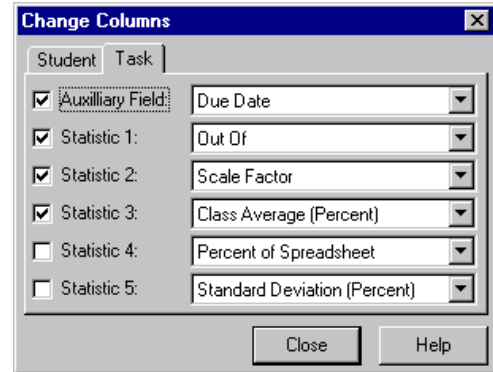 Change Columns
Student Task
Auxilliary Field: Due Date
Statistic 1: Out Of
Statistic 2: Scale Factor
Statistic 3: Class Average (Percent)
Statistic 4: Percent of Spreadsheet
Statistic 5: Standard Deviation (Percent)
Close Help